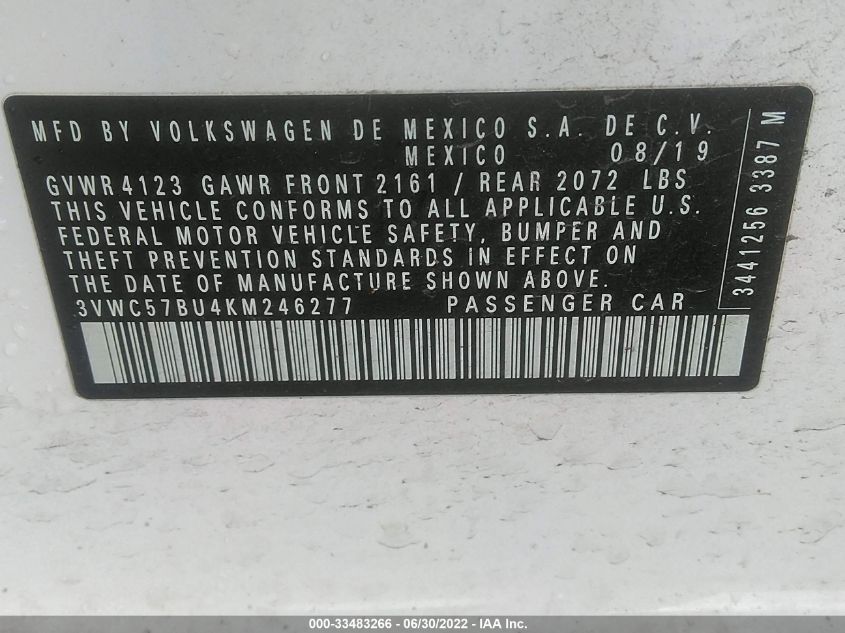 MFD BY VOLKSWAGEN DE MEXICO S.A. DE C.V.
MEXICO 08/19
GVWR 4123 GAWR FRONT 2161 / REAR 2072 LBS
THIS VEHICLE CONFORMS TO ALL APPLICABLE U.S.
FEDERAL MOTOR VEHICLE SAFETY, BUMPER AND
THEFT PREVENTION STANDARDS IN EFFECT ON
THE DATE OF MANUFACTURE SHOWN ABOVE.
3VWC57BU4KM246277 PASSENGER CAR
3441256 3387 M
000-33483266 - 06/30/2022 - IAA Inc.